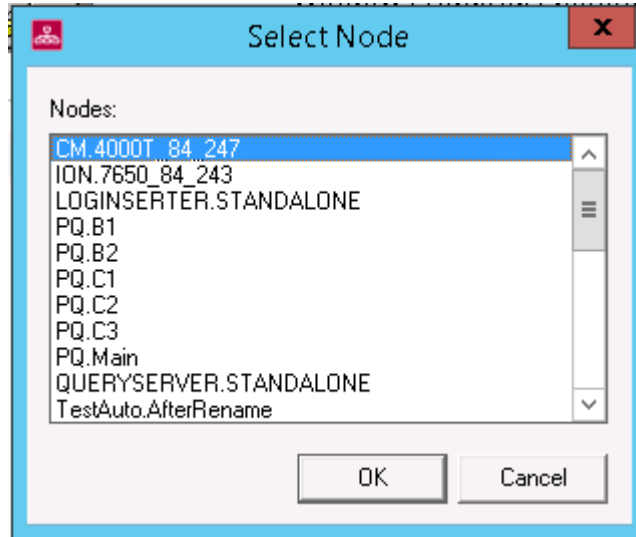 Select Node
x
Nodes:
CM.4000T_84_247
ION.7650_84_243
LOGINSERTER.STANDALONE
PQ.B1
PQ.B2
PQ.C1
PQ.C2
PQ.C3
PQ.Main
QUERYSERVER.STANDALONE
TestAuto.AfterRename
OK
Cancel